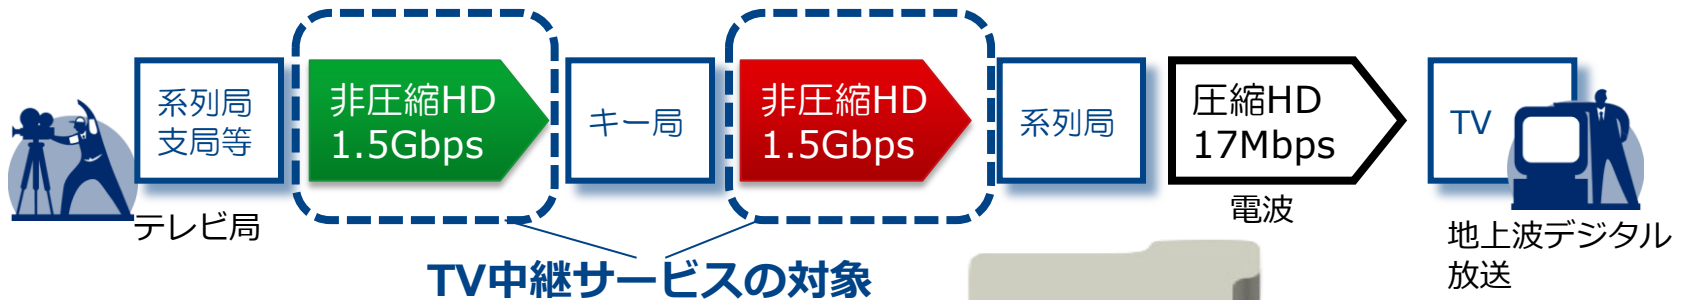 系列局
支局等
テレビ局
非圧縮HD
1.5Gbps
キー局
非圧縮HD
1.5Gbps
系列局
圧縮HD
17Mbps
電波
TV
地上波デジタル
放送
TV中継サービスの対象